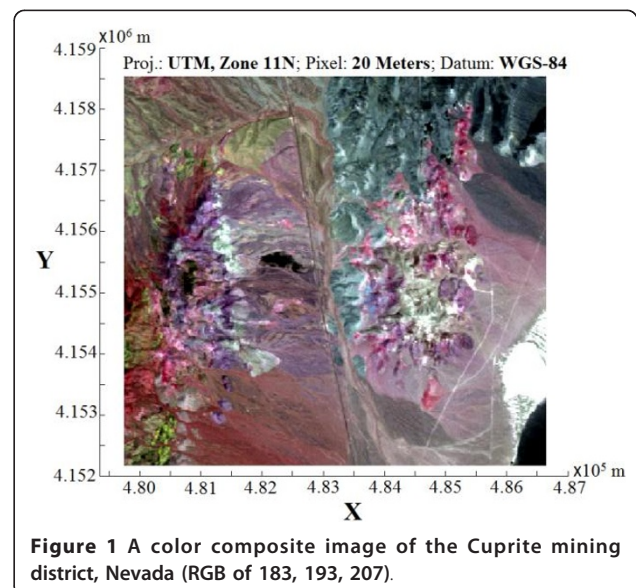 x10⁶ m
Proj.: UTM, Zone 11N; Pixel: 20 Meters; Datum: WGS-84
4.159
4.158
4.157
4.156
Y
4.155
4.154
4.153
4.152
4.80 4.81 4.82 4.83 4.84 4.85 4.86 4.87
x10⁵ m
X
Figure 1 A color composite image of the Cuprite mining
district, Nevada (RGB of 183, 193, 207).